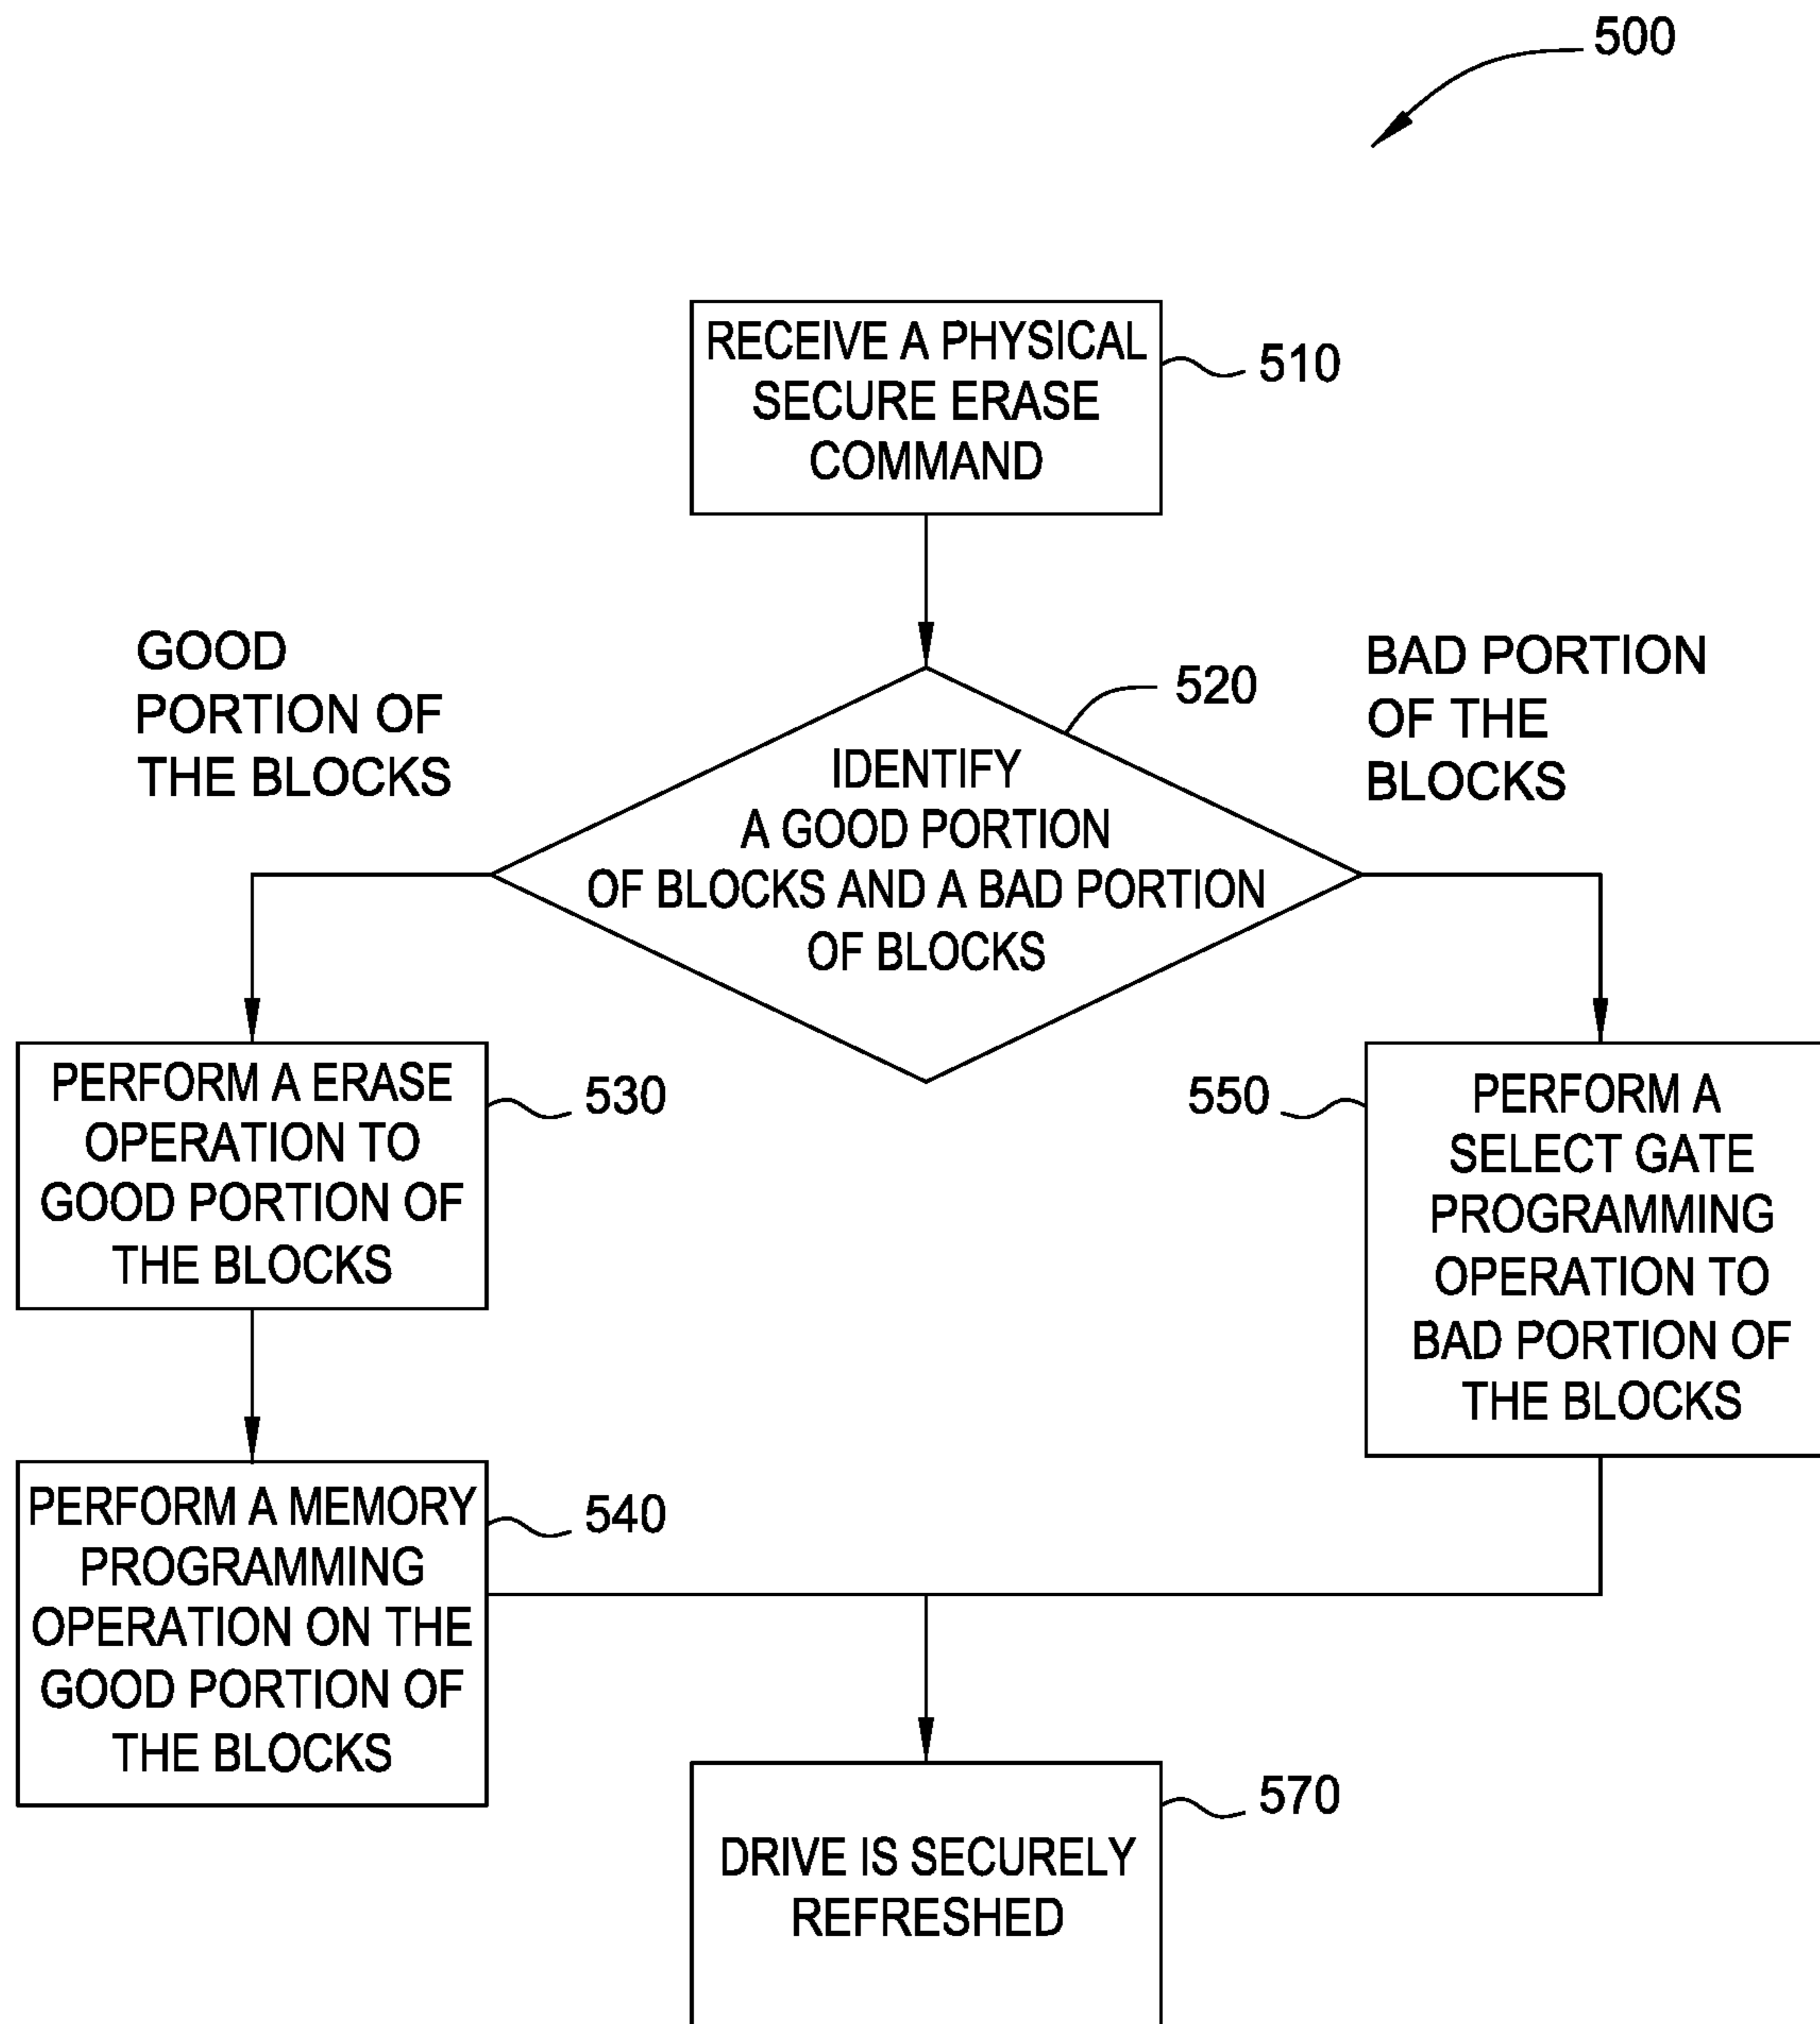 500
RECEIVE A PHYSICAL
SECURE ERASE
COMMAND
510
GOOD
PORTION OF
THE BLOCKS
520
BAD PORTION
OF THE
BLOCKS
IDENTIFY
A GOOD PORTION
OF BLOCKS AND A BAD PORTION
OF BLOCKS
PERFORM A ERASE
OPERATION TO
GOOD PORTION OF
THE BLOCKS
530
550
PERFORM A
SELECT GATE
PROGRAMMING
OPERATION TO
BAD PORTION OF
THE BLOCKS
PERFORM A MEMORY
PROGRAMMING
OPERATION ON THE
GOOD PORTION OF
THE BLOCKS
540
DRIVE IS SECURELY
REFRESHED
570